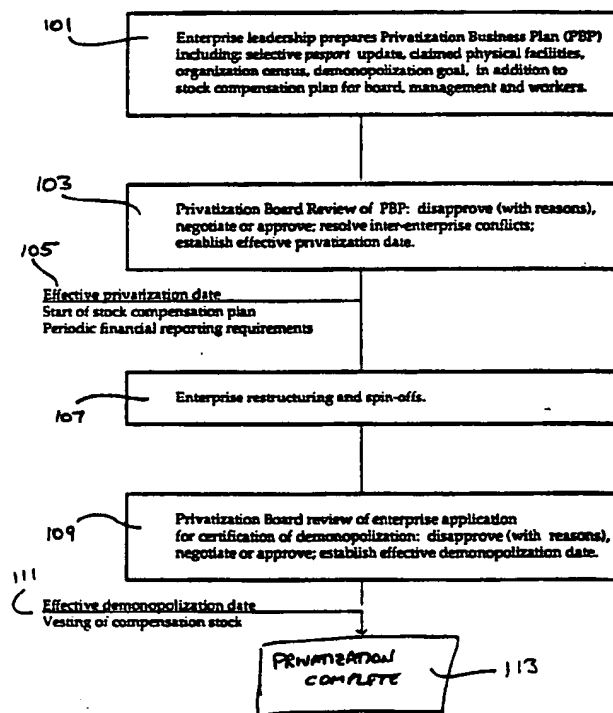 101
Enterprise leadership prepares Privatization Business Plan (PBP)
including; selective pasport update, claimed physical facilities,
organization census, demonopolization goal, in addition to
stock compensation plan for board, management and workers.
103
Privatization Board Review of PBP: disapprove (with reasons),
negotiate or approve; resolve inter-enterprise conflicts;
establish effective privatization date.
105
Effective privatization date
Start of stock compensation plan
Periodic financial reporting requirements
107
Enterprise restructuring and spin-offs.
109
Privatization Board review of enterprise application
for certification of demonopolization: disapprove (with reasons),
negotiate or approve; establish effective demonopolization date.
111
Effective demonopolization date
Vesting of compensation stock
PRIVATIZATION
COMPLETE
113